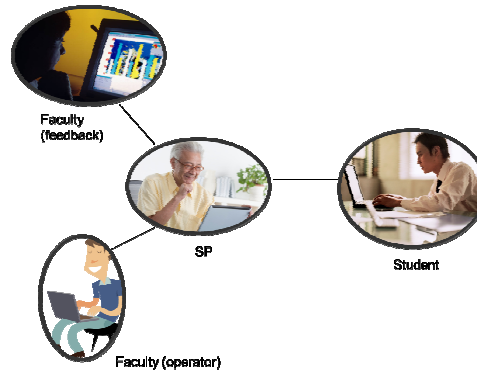 Faculty
(feedback)
SP
Student
Faculty (operator)